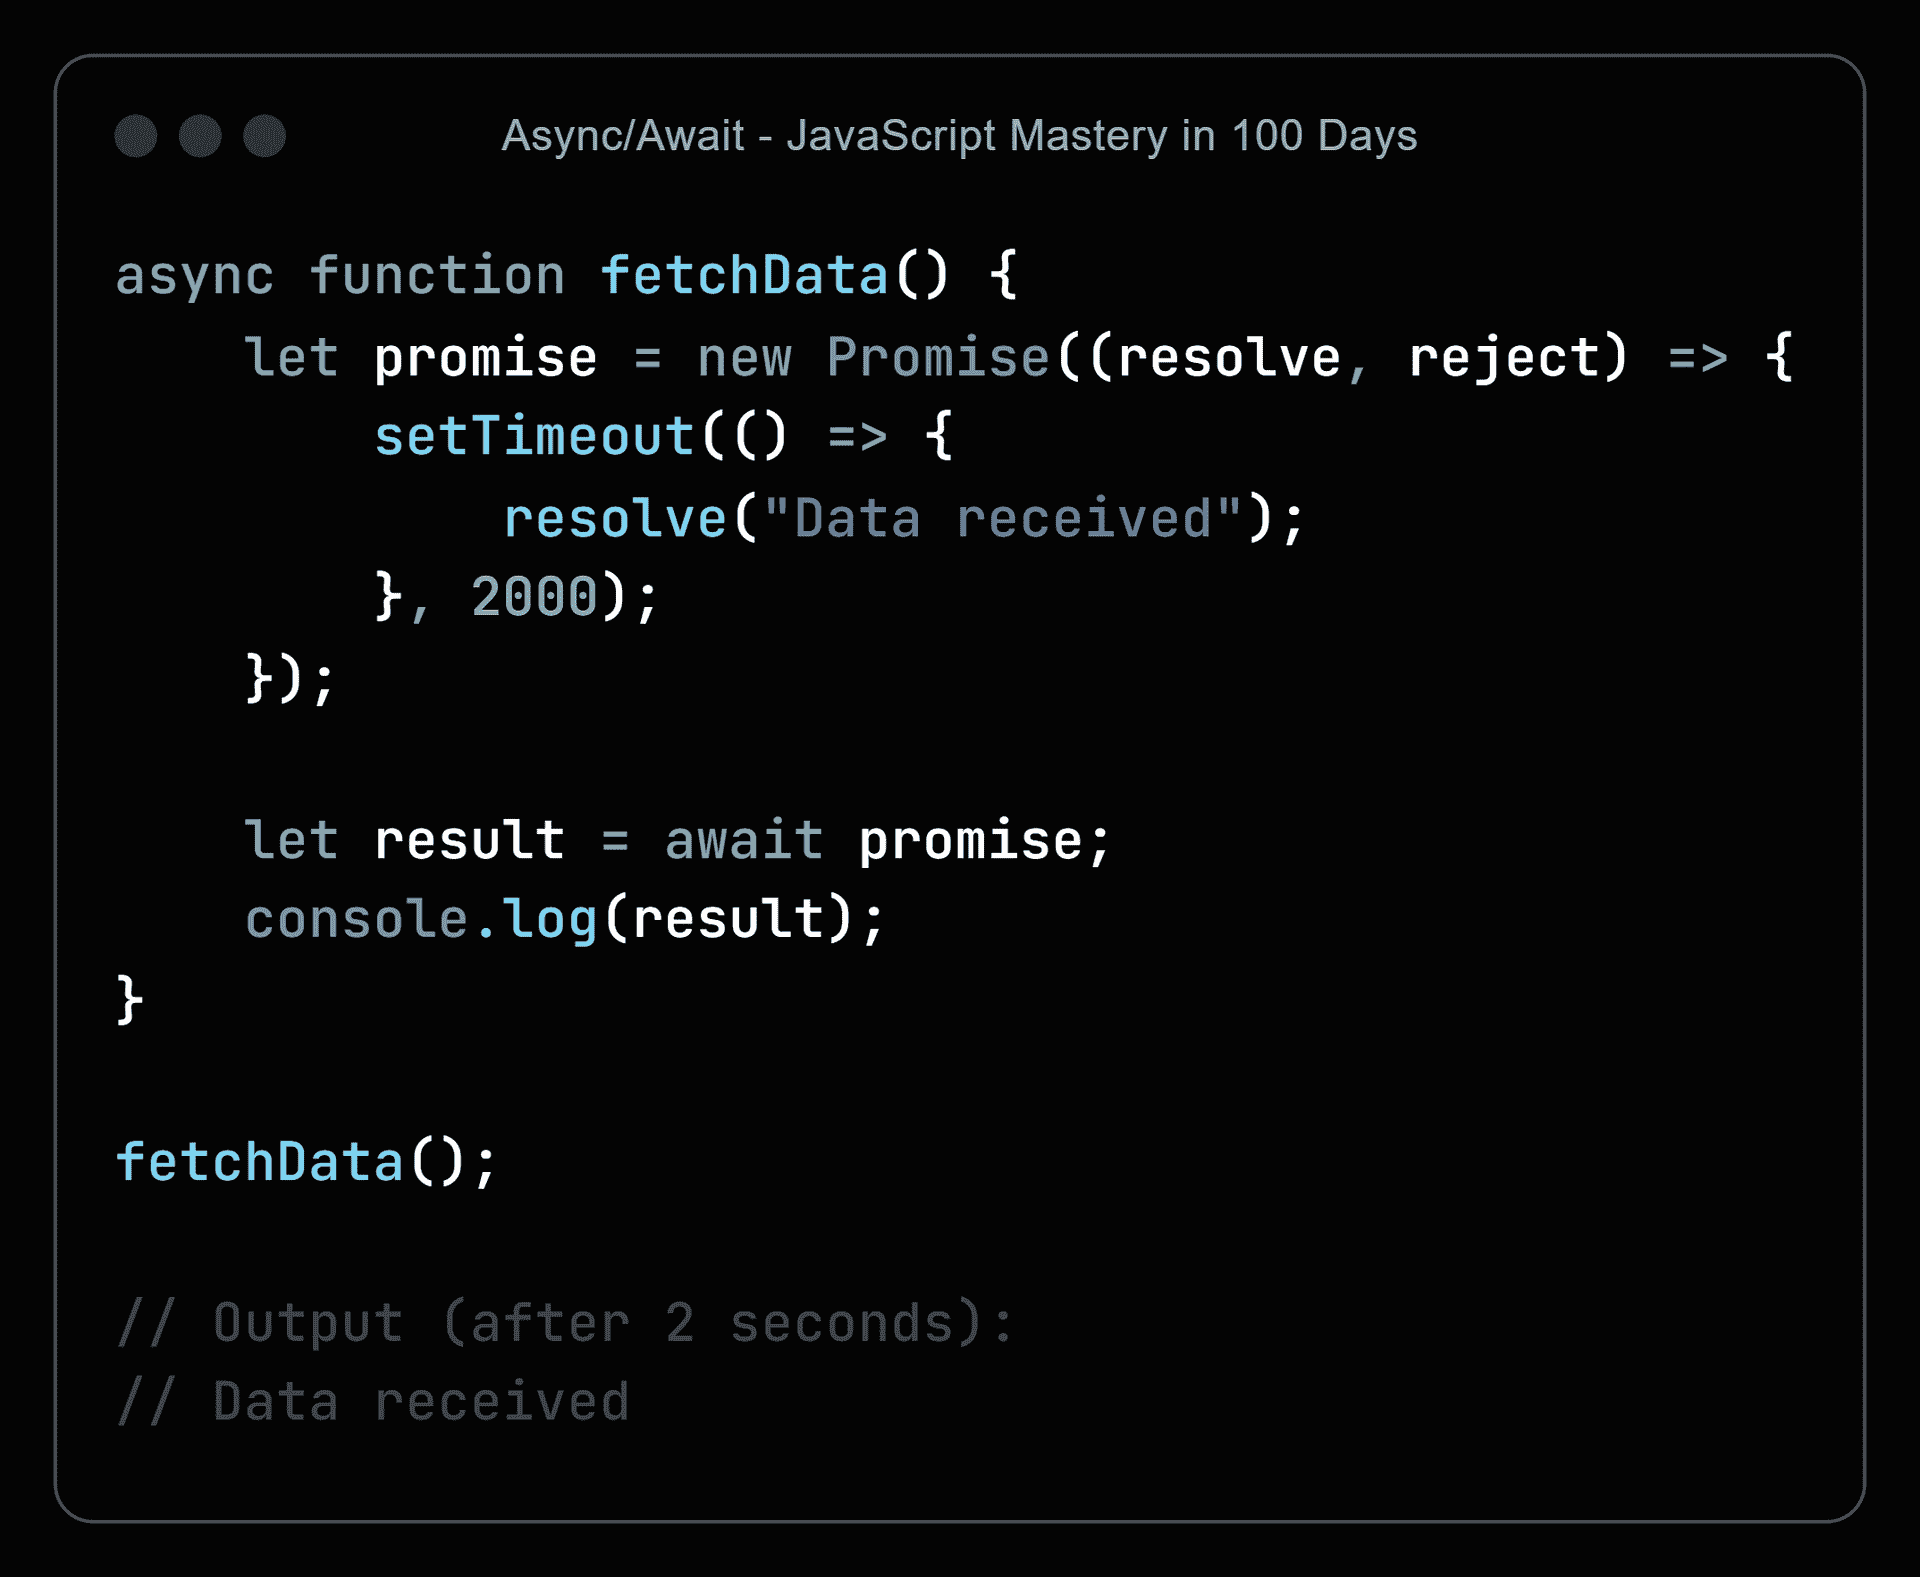 Async/Await - JavaScript Mastery in 100 Days
async function fetchData() {
    let promise = new Promise((resolve, reject) => {
        setTimeout(() => {
            resolve("Data received");
        }, 2000);
    });

    let result = await promise;
    console.log(result);
}

fetchData();

// Output (after 2 seconds):
// Data received